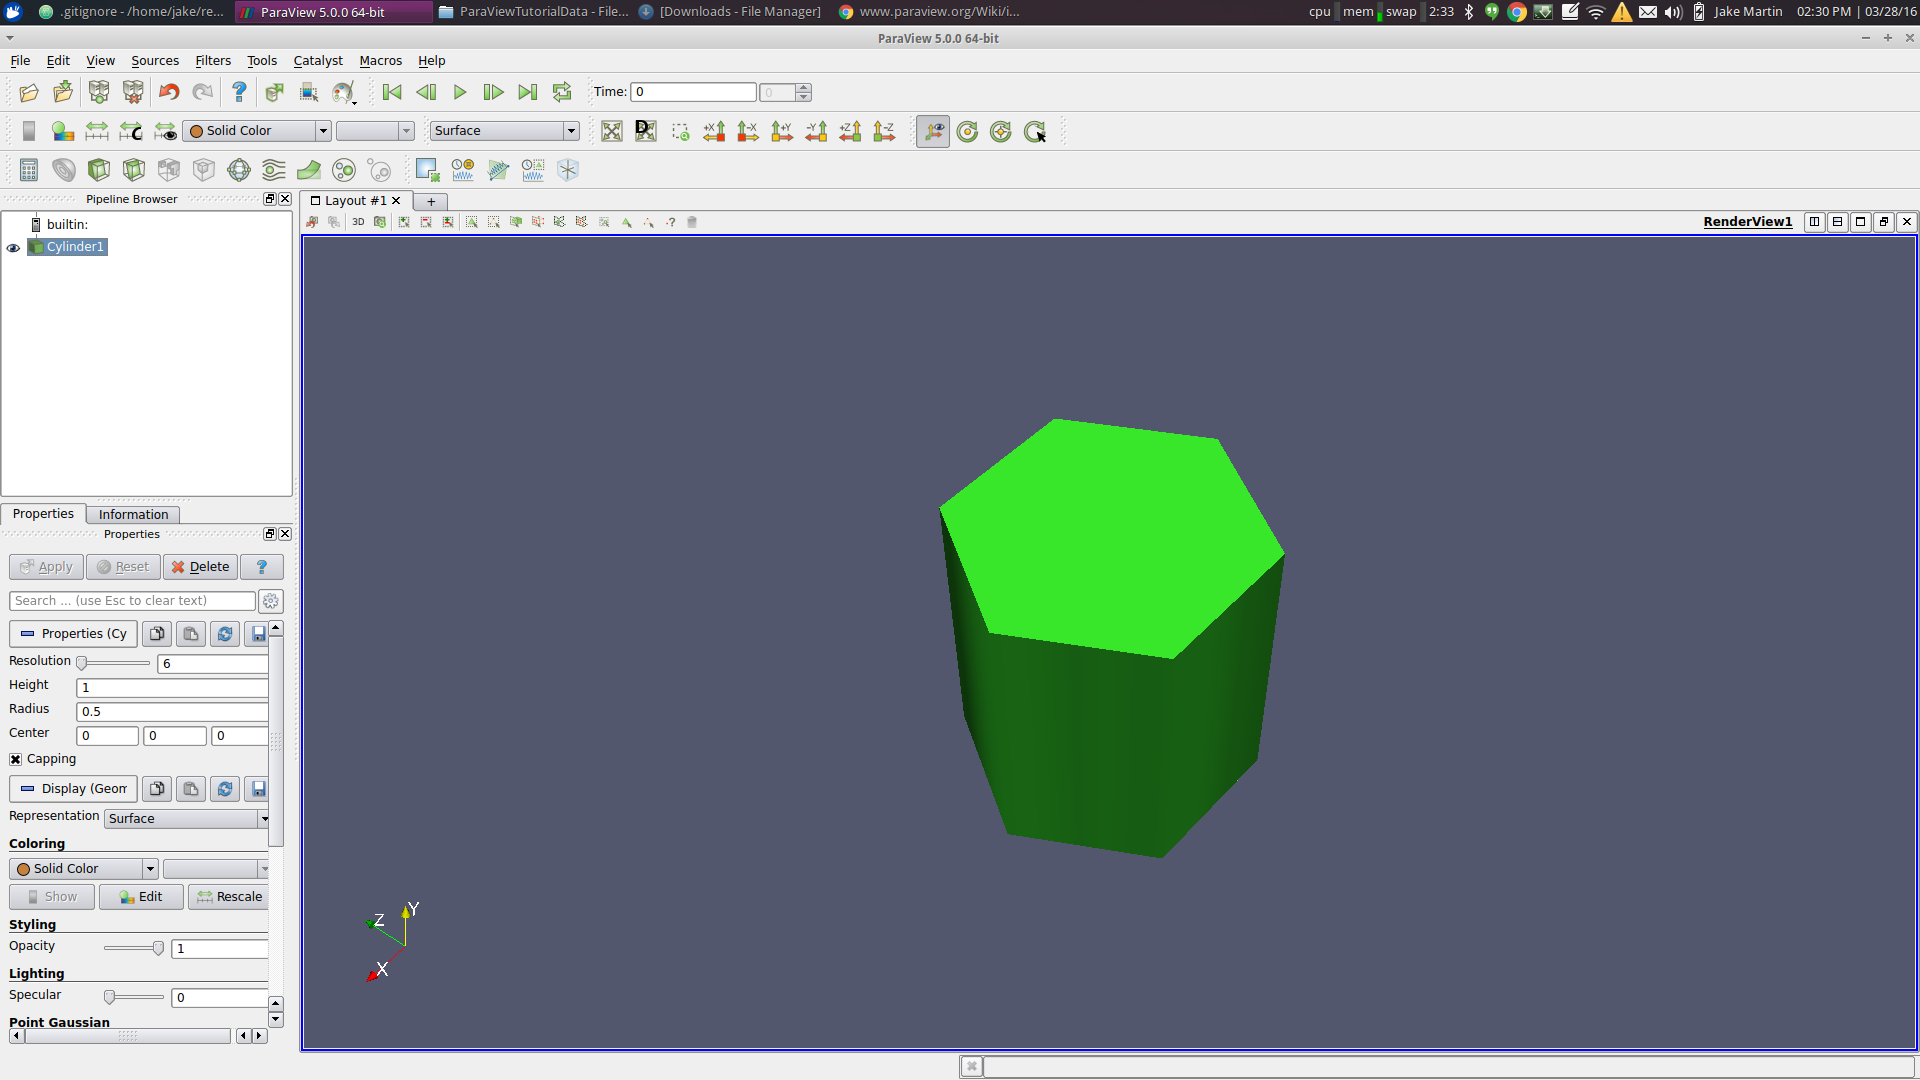 .gitignore - /home/jake/re... ParaView 5.0.0 64-bit ParaViewTutorialData - File... [Downloads - File Manager] www.paraview.org/Wiki/i... cpu mem swap 2:33 Jake Martin 02:30 PM | 03/28/16
ParaView 5.0.0 64-bit
File Edit View Sources Filters Tools Catalyst Macros Help
Time: 0 0
Solid Color Surface +X -X +Y -Y +Z -Z
Pipeline Browser Layout #1 +
3D RenderView1
builtin:
Cylinder1
Properties Information
Properties
Apply Reset Delete ?
Search ... (use Esc to clear text)
Properties (Cy
Resolution 6
Height 1
Radius 0.5
Center 0 0 0
Capping
Display (Geom
Representation Surface
Coloring
Solid Color
Show Edit Rescale
Styling
Opacity 1
Lighting
Specular 0
Point Gaussian
Y
Z
X